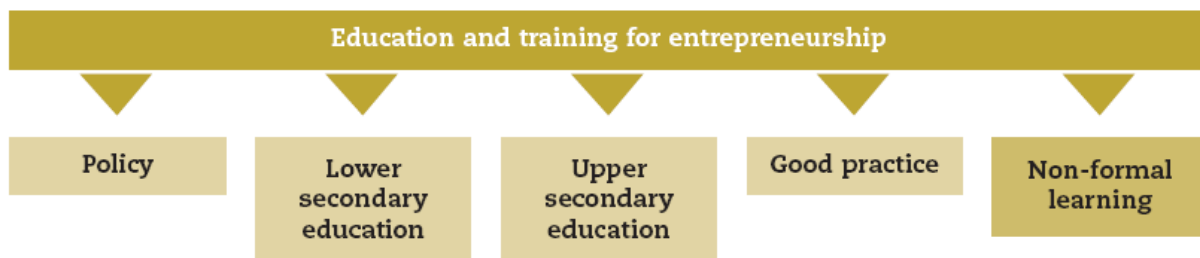 Education and training for entrepreneurship
Policy
Lower
secondary
education
Upper
secondary
education
Good practice
Non-formal
learning